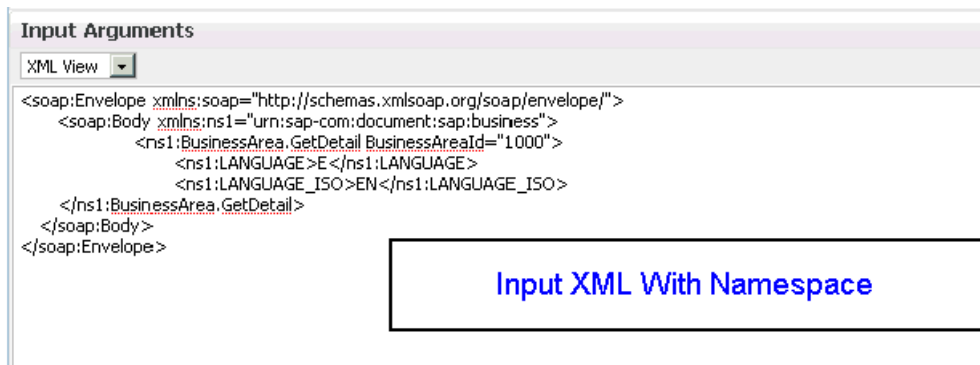 Input Arguments
XML View
<soap:Envelope xmlns:soap="http://schemas.xmlsoap.org/soap/envelope/">
<soap:Body xmlns:ns1="urn:sap-com:document:sap:business">
<ns1:BusinessArea.GetDetail BusinessAreaId="1000">
<ns1:LANGUAGE>E</ns1:LANGUAGE>
<ns1:LANGUAGE_ISO>EN</ns1:LANGUAGE_ISO>
</ns1:BusinessArea.GetDetail>
</soap:Body>
</soap:Envelope>
Input XML With Namespace